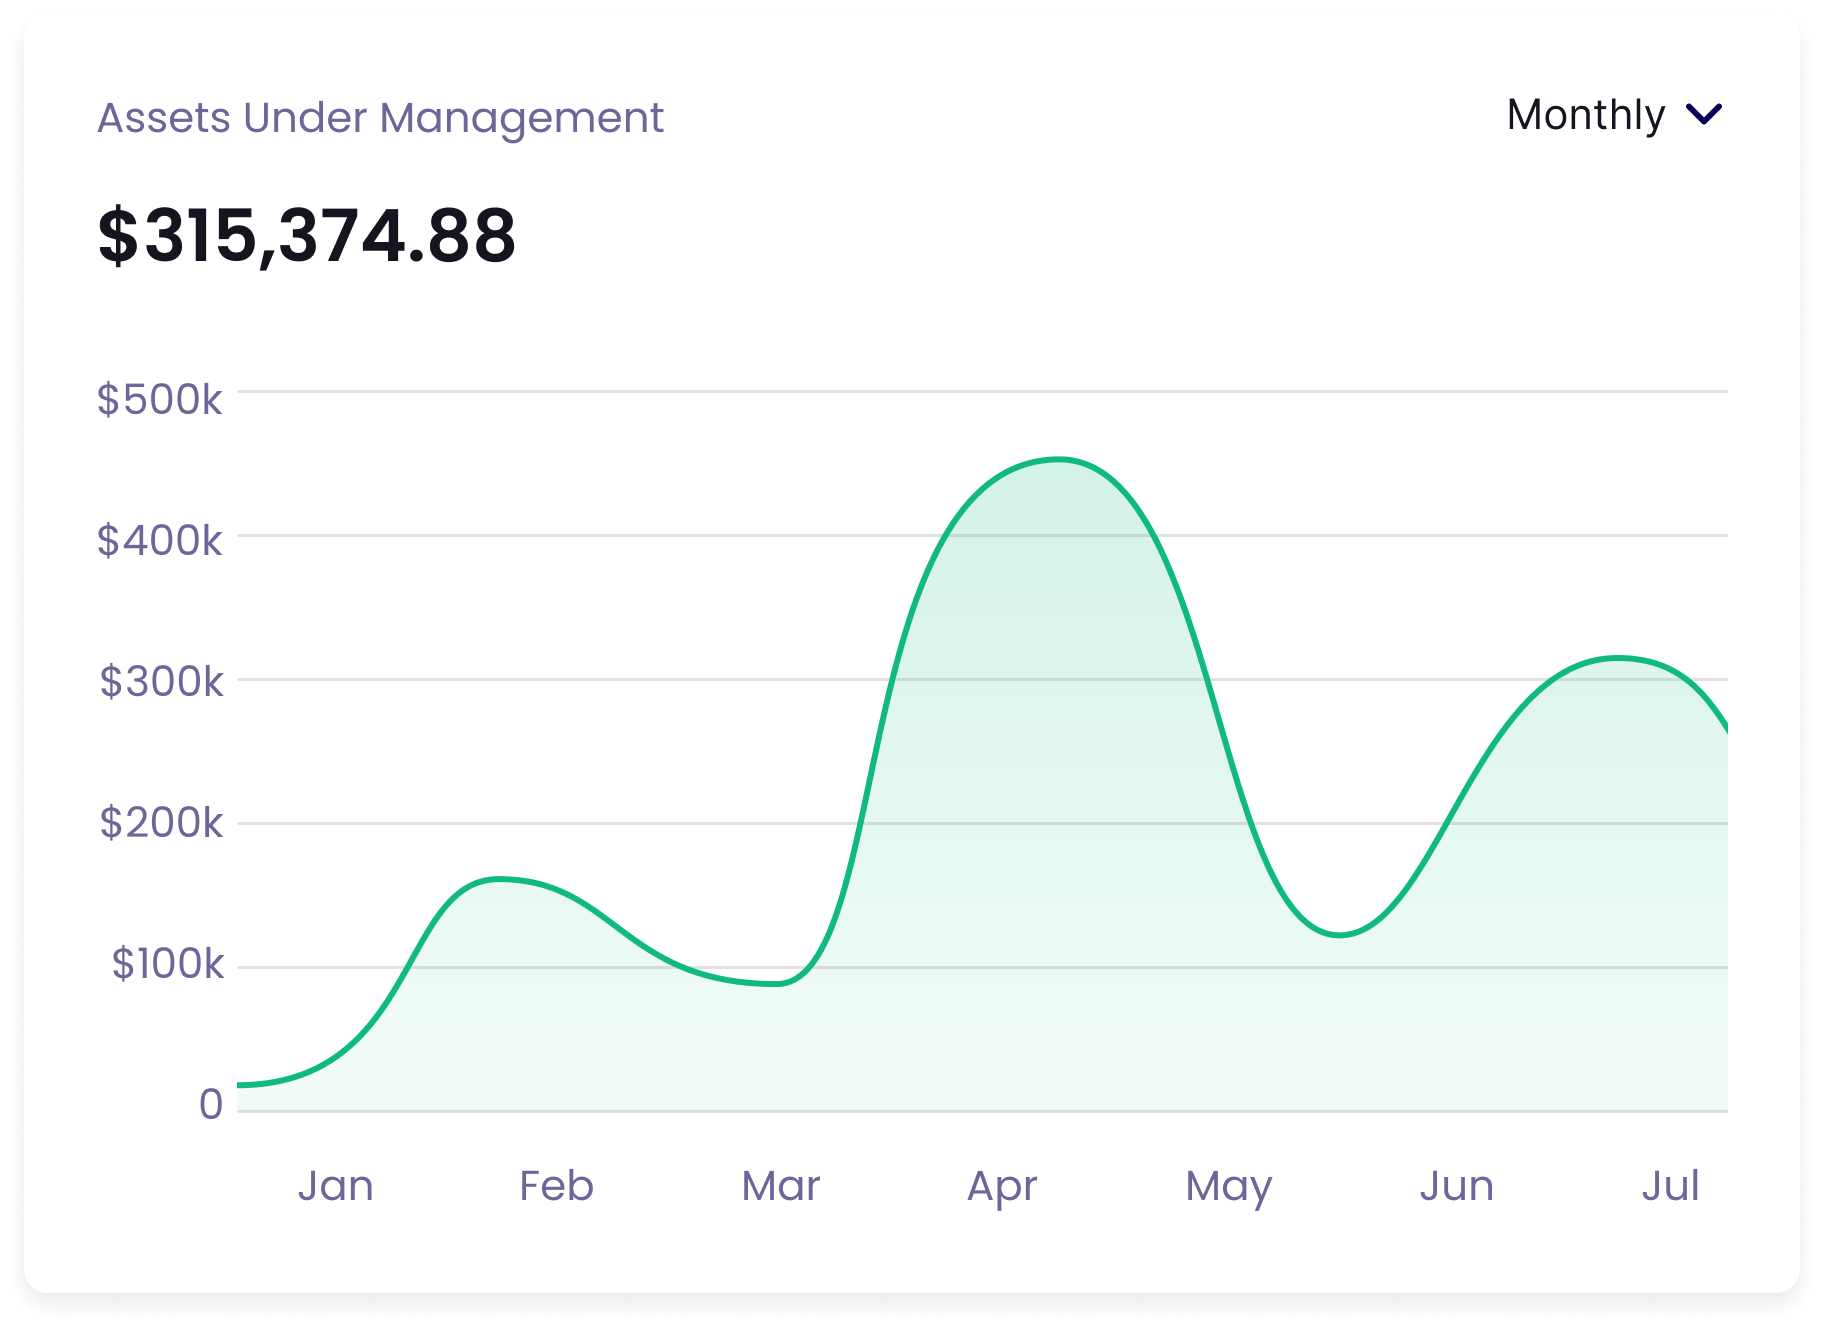 Assets Under Management
Monthly
$315,374.88
$500k
$400k
$300k
$200k
$100k
0
Jan Feb Mar Apr May Jun Jul